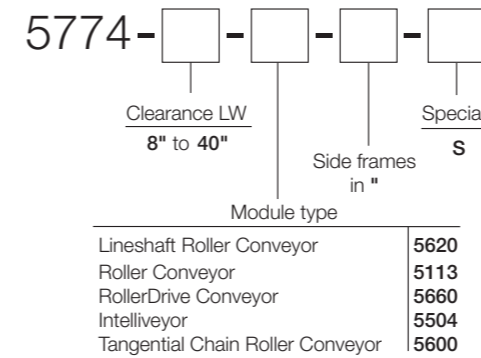 5774- - - -
Clearance LW
8" to 40"
Specia
S
Side frames
in "
Module type
Lineshaft Roller Conveyor 5620
Roller Conveyor 5113
RollerDrive Conveyor 5660
Intelliveyor 5504
Tangential Chain Roller Conveyor 5600